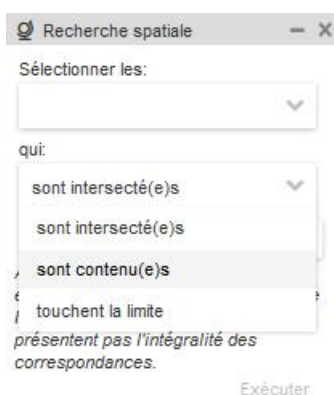 Recherche spatiale
Sélectionner les:
qui:
sont intersecté(e)s
sont intersecté(e)s
sont contenu(e)s
touchent la limite
présentent pas l'intégralité des
correspondances.
Exécuter